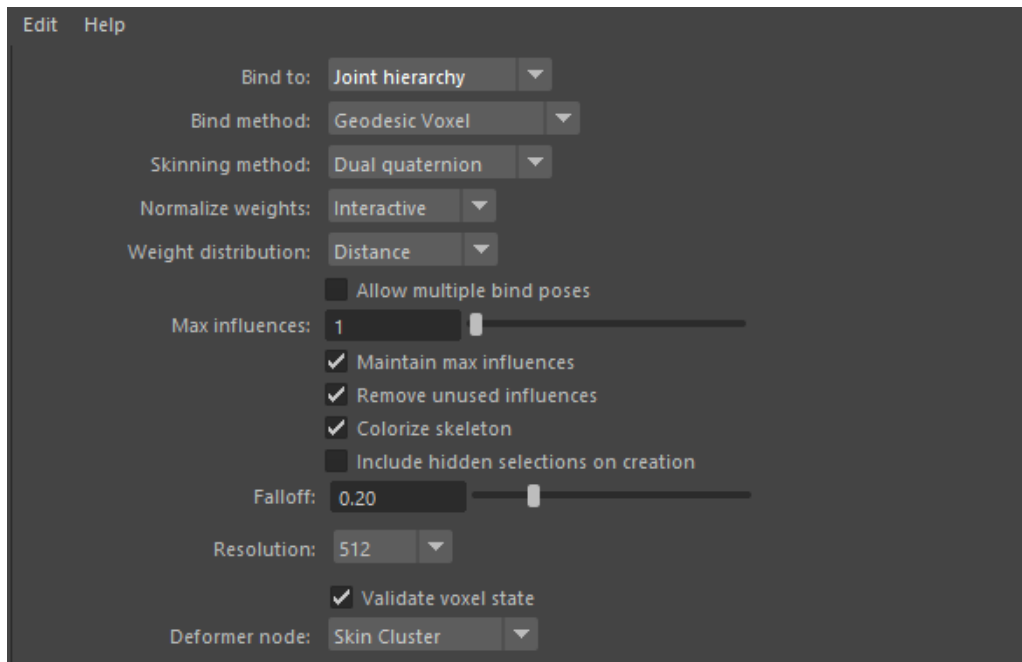 Edit Help
Bind to: Joint hierarchy
Bind method: Geodesic Voxel
Skinning method: Dual quaternion
Normalize weights: Interactive
Weight distribution: Distance
Allow multiple bind poses
Max influences: 1
Maintain max influences
Remove unused influences
Colorize skeleton
Include hidden selections on creation
Falloff: 0.20
Resolution: 512
Validate voxel state
Deformer node: Skin Cluster